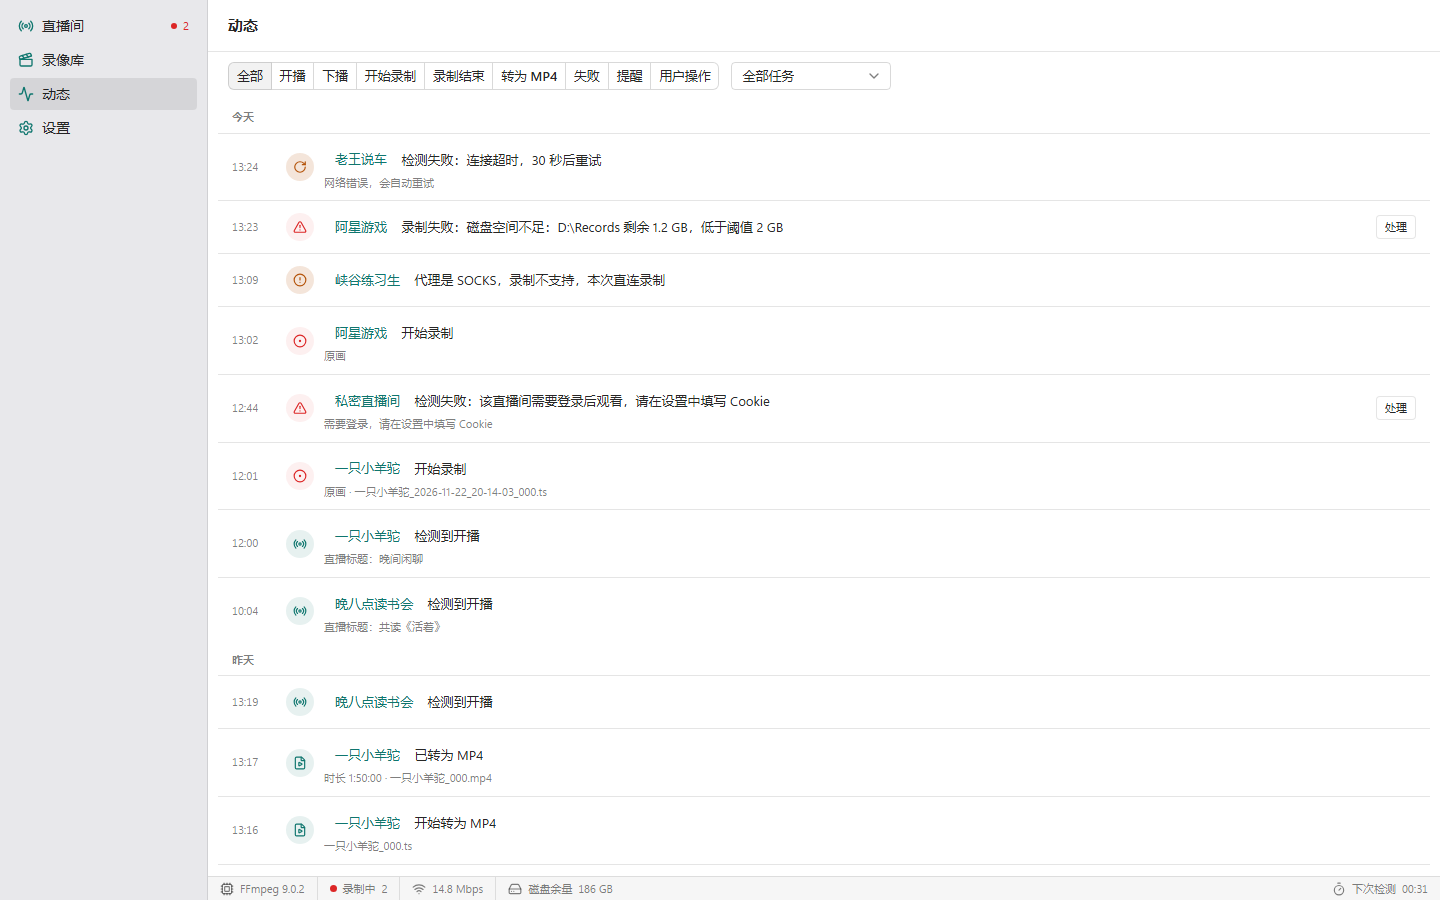 直播间 2
录像库
动态
设置
动态
全部 开播 下播 开始录制 录制结束 转为 MP4 失败 提醒 用户操作 全部任务
今天
13:24 老王说车 检测失败：连接超时，30 秒后重试
网络错误，会自动重试
13:23 阿星游戏 录制失败：磁盘空间不足：D:\Records 剩余 1.2 GB，低于阈值 2 GB 处理
13:09 峡谷练习生 代理是 SOCKS，录制不支持，本次直连录制
13:02 阿星游戏 开始录制
原画
12:44 私密直播间 检测失败：该直播间需要登录后观看，请在设置中填写 Cookie 处理
需要登录，请在设置中填写 Cookie
12:01 一只小羊驼 开始录制
原画 · 一只小羊驼_2026-11-22_20-14-03_000.ts
12:00 一只小羊驼 检测到开播
直播标题：晚间闲聊
10:04 晚八点读书会 检测到开播
直播标题：共读《活着》
昨天
13:19 晚八点读书会 检测到开播
13:17 一只小羊驼 已转为 MP4
时长 1:50:00 · 一只小羊驼_000.mp4
13:16 一只小羊驼 开始转为 MP4
一只小羊驼_000.ts
FFmpeg 9.0.2 录制中 2 14.8 Mbps 磁盘余量 186 GB 下次检测 00:31